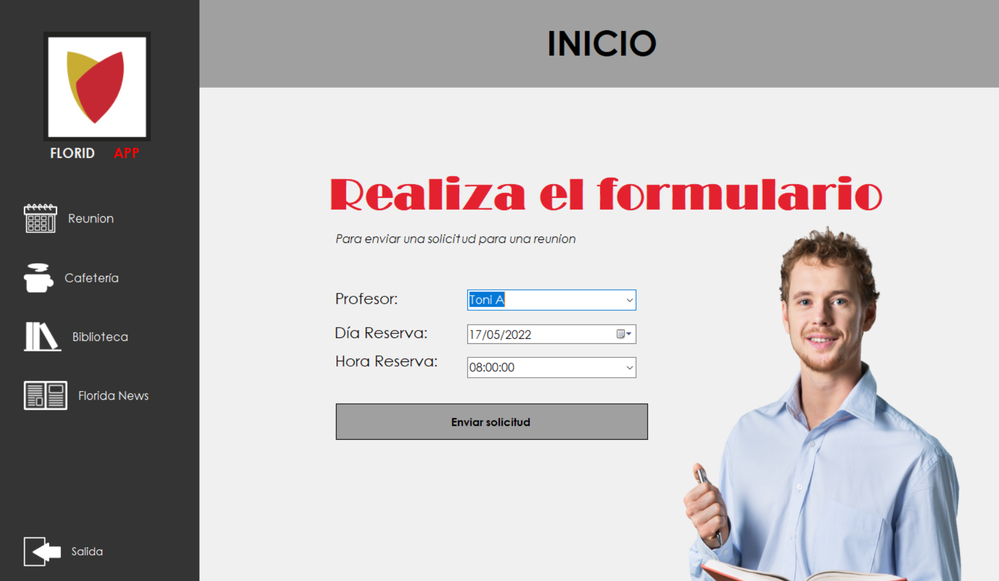 INICIO
FLORID APP
Reunion
Cafetería
Biblioteca
Florida News
Salida
Realiza el formulario
Para enviar una solicitud para una reunion
Profesor: Toni A
Día Reserva: 17/05/2022
Hora Reserva: 08:00:00
Enviar solicitud